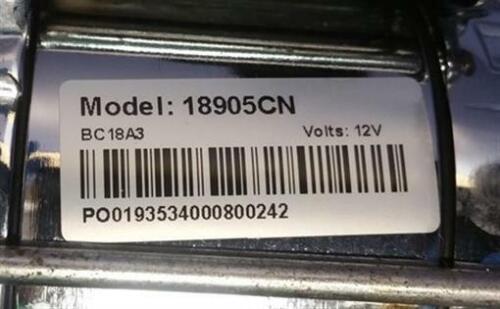 Model: 18905CN
BC18A3 Volts: 12V
PO0193534000800242